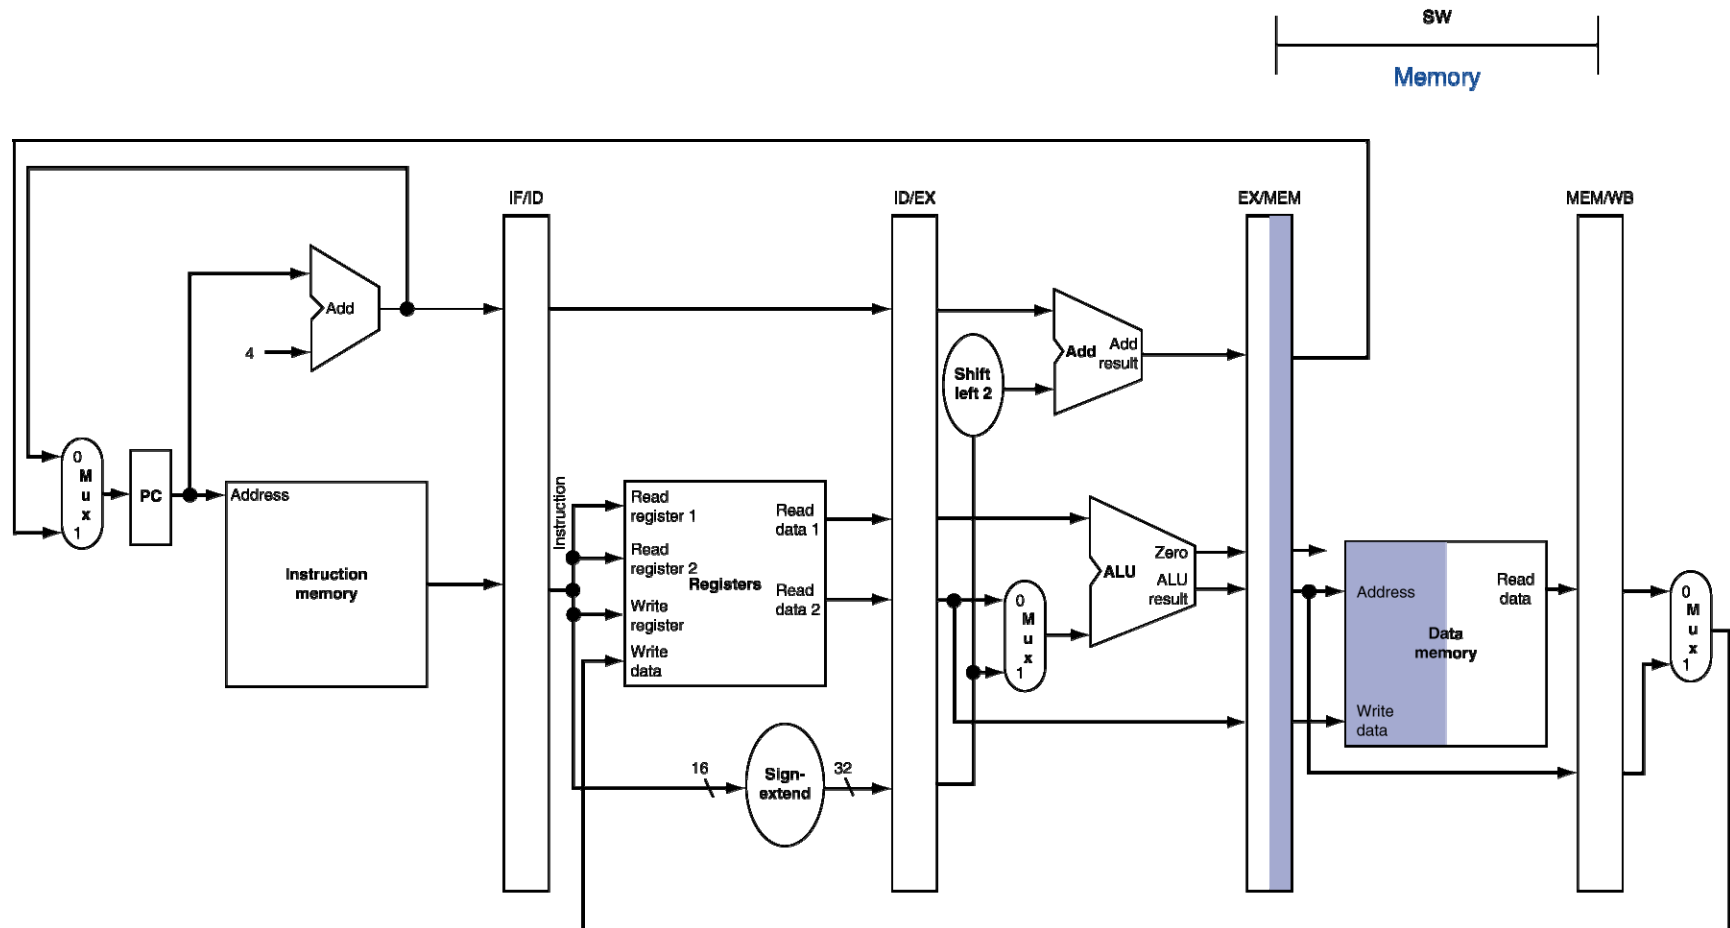 SW
Memory
IF/ID
ID/EX
EX/MEM
MEM/WB
Add
4
Shift
left 2
Add
Add
result
0
M
u
x
1
PC
Address
Instruction
memory
Instruction
Read
register 1
Read
register 2
Registers
Write
register
Write
data
Read
data 1
Read
data 2
16
Sign-
extend
32
0
M
u
x
1
ALU
Zero
ALU
result
Address
Read
data
Data
memory
Write
data
0
M
u
x
1